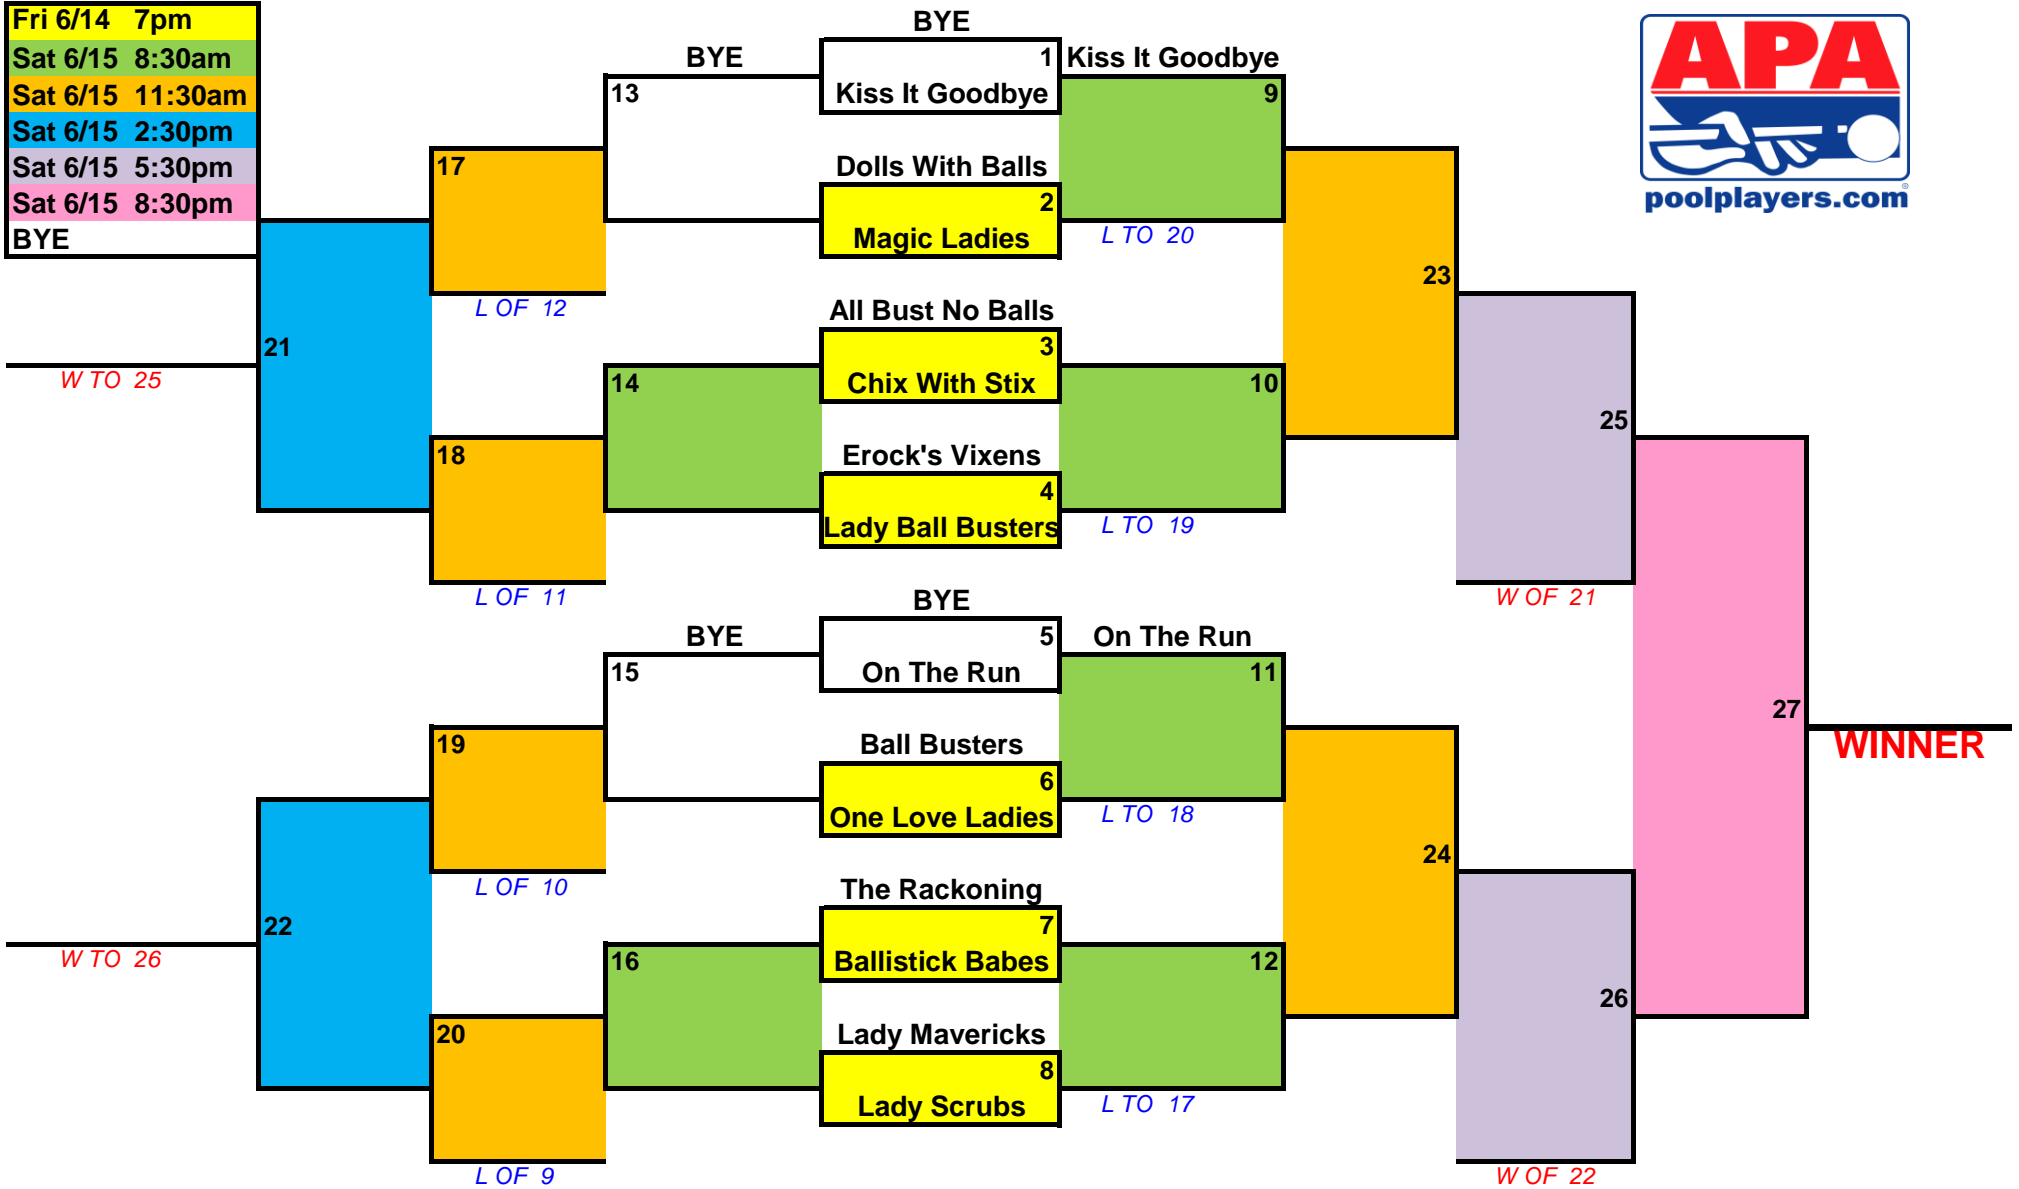 Fri 6/14 7pm
Sat 6/15 8:30am
Sat 6/15 11:30am
Sat 6/15 2:30pm
Sat 6/15 5:30pm
Sat 6/15 8:30pm
BYE
APA
poolplayers.com®
BYE
1
Kiss It Goodbye
BYE
Kiss It Goodbye
13
9
Dolls With Balls
2
Magic Ladies
L TO 20
17
L OF 12
23
All Bust No Balls
3
Chix With Stix
21
W TO 25
14
10
25
Erock's Vixens
4
Lady Ball Busters
L TO 19
18
L OF 11
W OF 21
BYE
5
On The Run
BYE
On The Run
15
11
27
WINNER
Ball Busters
6
One Love Ladies
L TO 18
19
L OF 10
24
The Rackoning
7
Ballistick Babes
22
W TO 26
16
12
26
Lady Mavericks
8
Lady Scrubs
L TO 17
20
L OF 9
W OF 22